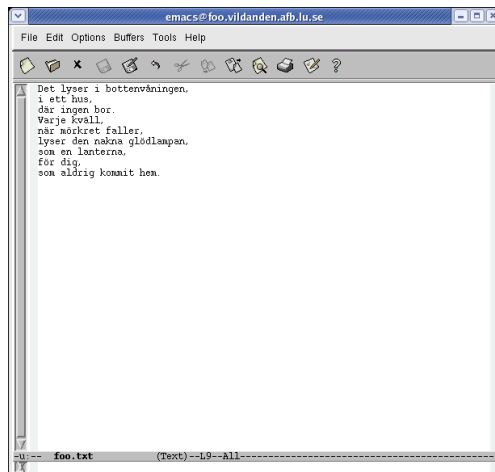 emacs@foo.vildanden.afb.lu.se
File Edit Options Buffers Tools Help
Det lyser i bottenvåningen,
i ett hus,
där ingen bor.
Varje kväll,
när mörkret faller,
lyser den nakna glödlampan,
som en lanterna,
för dig,
som aldrig kommit hem.
-u:-- foo.txt (Text)--L9--All--------------------------------------------